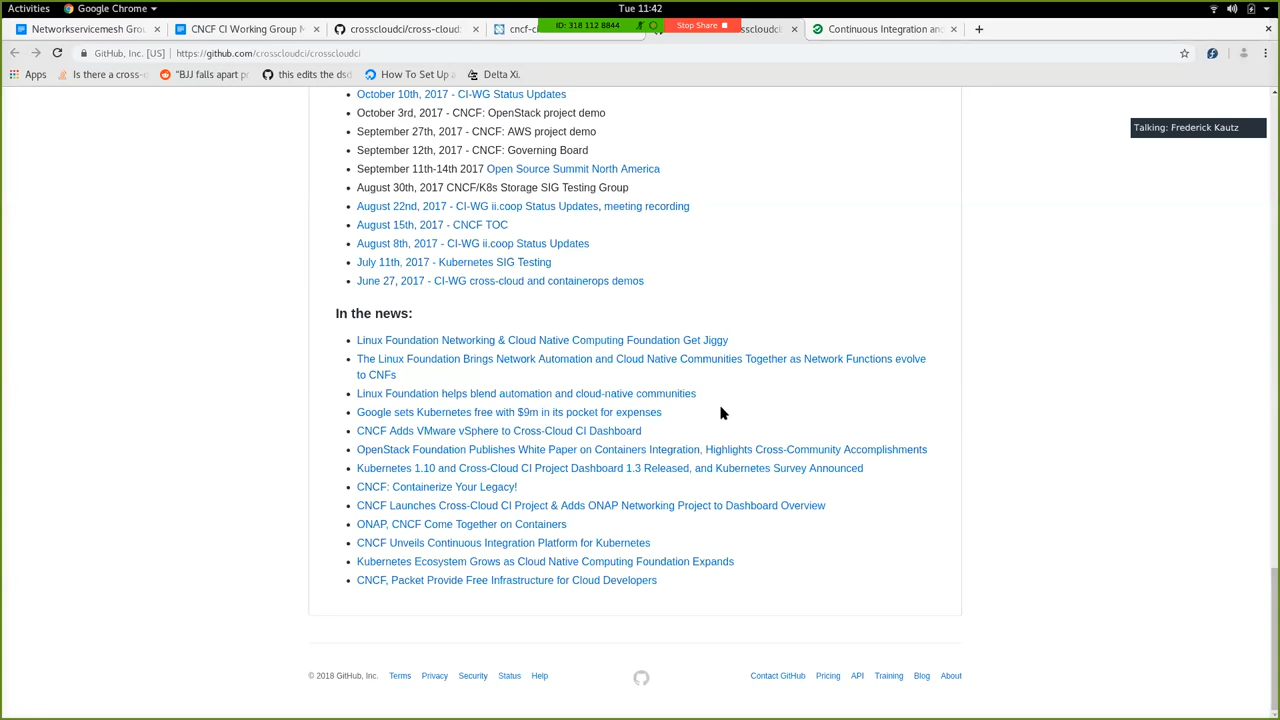 Activities
Google Chrome
Tue 11:42
Networkservicemesh Grou
CNCF CI Working Group M
crosscloudci/cross-cloud
cncf-c
ID: 318 112 8844
Stop Share
sscloudci
Continuous Integration and
GitHub, Inc. [US]
https://github.com/crosscloudci/crosscloudci
Apps
Is there a cross-
"BJJ falls apart
this edits the dsd
How To Set Up
Delta Xi.
Talking: Frederick Kautz
October 10th, 2017 - CI-WG Status Updates
October 3rd, 2017 - CNCF: OpenStack project demo
September 27th, 2017 - CNCF: AWS project demo
September 12th, 2017 - CNCF: Governing Board
September 11th-14th 2017 Open Source Summit North America
August 30th, 2017 CNCF/K8s Storage SIG Testing Group
August 22nd, 2017 - CI-WG ii.coop Status Updates, meeting recording
August 15th, 2017 - CNCF TOC
August 8th, 2017 - CI-WG ii.coop Status Updates
July 11th, 2017 - Kubernetes SIG Testing
June 27, 2017 - CI-WG cross-cloud and containerops demos
In the news:
Linux Foundation Networking & Cloud Native Computing Foundation Get Jiggy
The Linux Foundation Brings Network Automation and Cloud Native Communities Together as Network Functions evolve
to CNFs
Linux Foundation helps blend automation and cloud-native communities
Google sets Kubernetes free with $9m in its pocket for expenses
CNCF Adds VMware vSphere to Cross-Cloud CI Dashboard
OpenStack Foundation Publishes White Paper on Containers Integration, Highlights Cross-Community Accomplishments
Kubernetes 1.10 and Cross-Cloud CI Project Dashboard 1.3 Released, and Kubernetes Survey Announced
CNCF: Containerize Your Legacy!
CNCF Launches Cross-Cloud CI Project & Adds ONAP Networking Project to Dashboard Overview
ONAP, CNCF Come Together on Containers
CNCF Unveils Continuous Integration Platform for Kubernetes
Kubernetes Ecosystem Grows as Cloud Native Computing Foundation Expands
CNCF, Packet Provide Free Infrastructure for Cloud Developers
© 2018 GitHub, Inc. Terms Privacy Security Status Help
Contact GitHub Pricing API Training Blog About